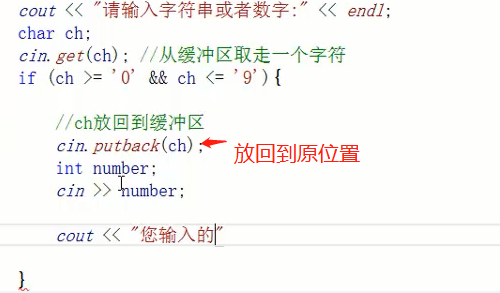 cout << "请输入字符串或者数字:" << endl;
char ch;
cin.get(ch); //从缓冲区取走一个字符
if (ch >= '0' && ch <= '9'){
//ch放回到缓冲区
cin.putback(ch);
放回到原位置
int number;
cin >> number;
cout << "您输入的"
}